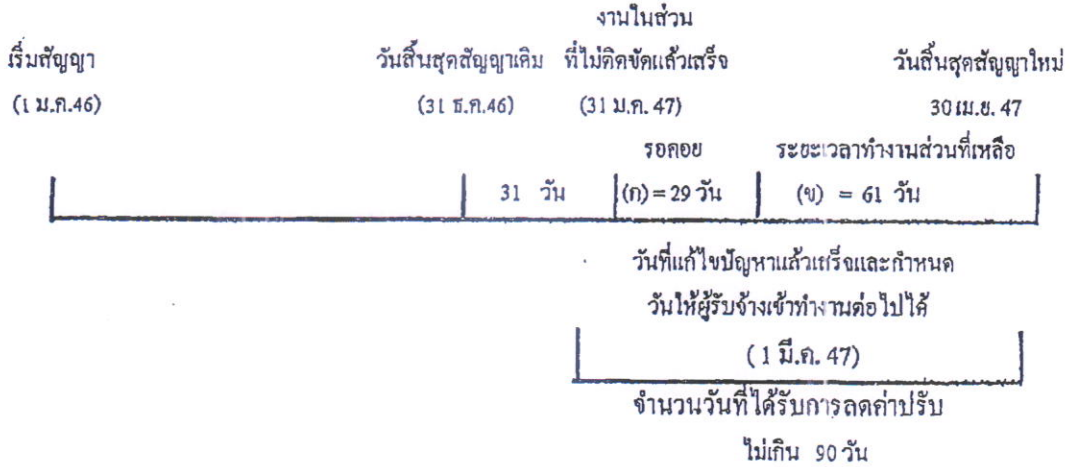 งานในส่วน
เริ่มสัญญา วันสิ้นสุดสัญญาเดิม ที่ไม่ติดขัดแล้วเสร็จ วันสิ้นสุดสัญญาใหม่
(1 ม.ค.46) (31 ธ.ค.46) (31 ม.ค. 47) 30 เม.ย. 47
รอคอย ระยะเวลาทำงานส่วนที่เหลือ
31 วัน (ก) = 29 วัน (ข) = 61 วัน
วันที่แก้ไขปัญหาแล้วเสร็จและกำหนด
วันให้ผู้รับจ้างเข้าทำงานต่อไปได้
( 1 มี.ค. 47)
จำนวนวันที่ได้รับการลดค่าปรับ
ไม่เกิน 90 วัน